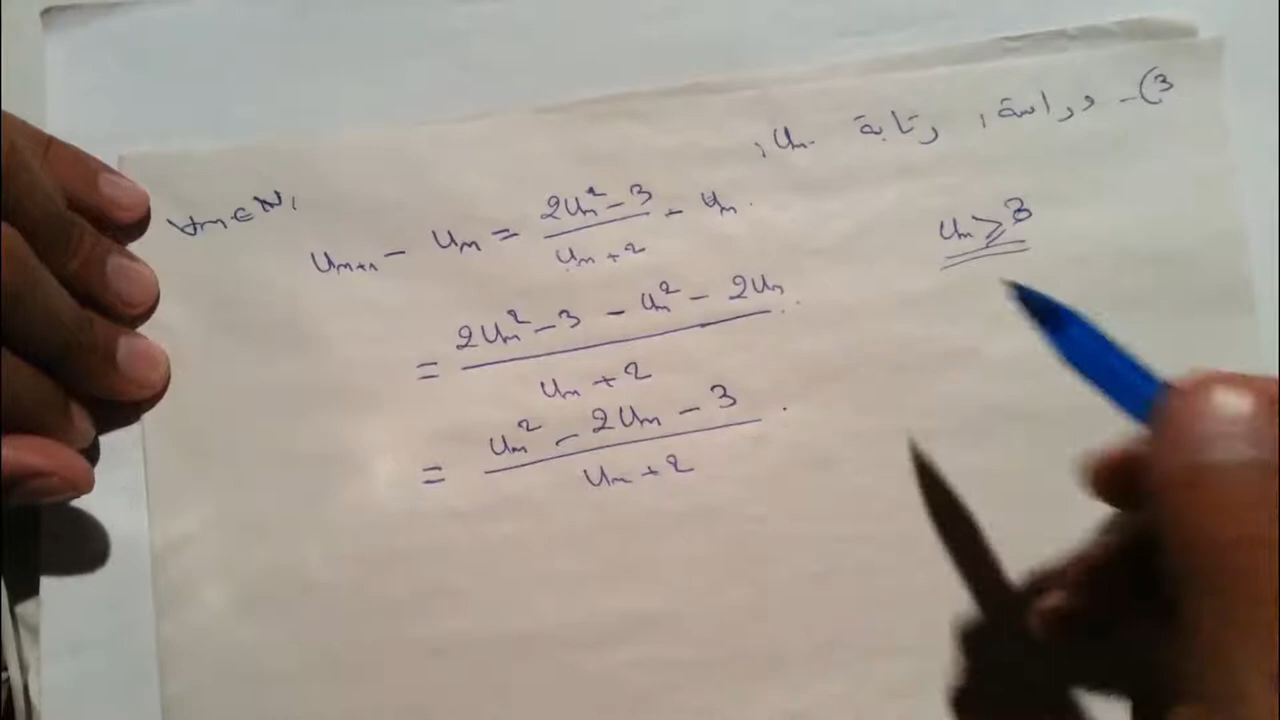 3)- دراسة رتابة Uₙ
∀n∈ℕ,
Uₙ₊₁ - Uₙ = (2Uₙ² - 3)/(Uₙ + 2) - Uₙ
Uₙ ≥ 3
= (2Uₙ² - 3 - Uₙ² - 2Uₙ)/(Uₙ + 2)
= (Uₙ² - 2Uₙ - 3)/(Uₙ + 2)